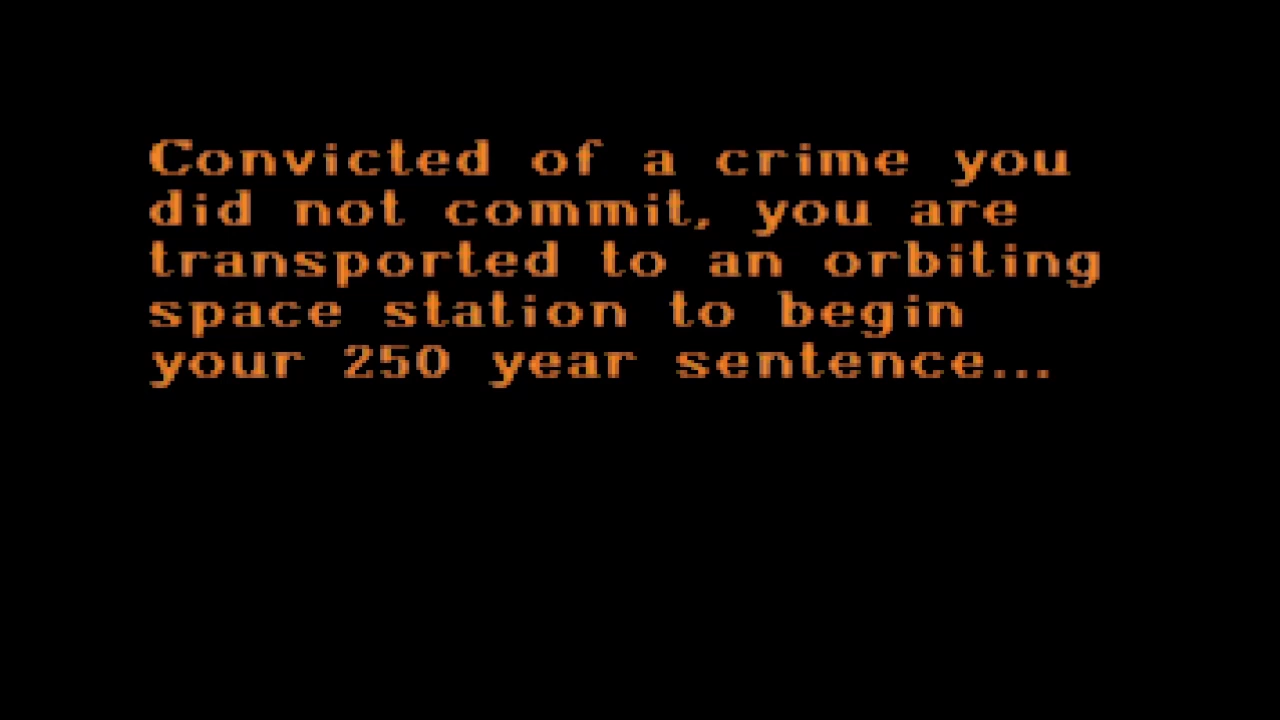 Convicted of a crime you
did not commit, you are
transported to an orbiting
space station to begin
your 250 year sentence...